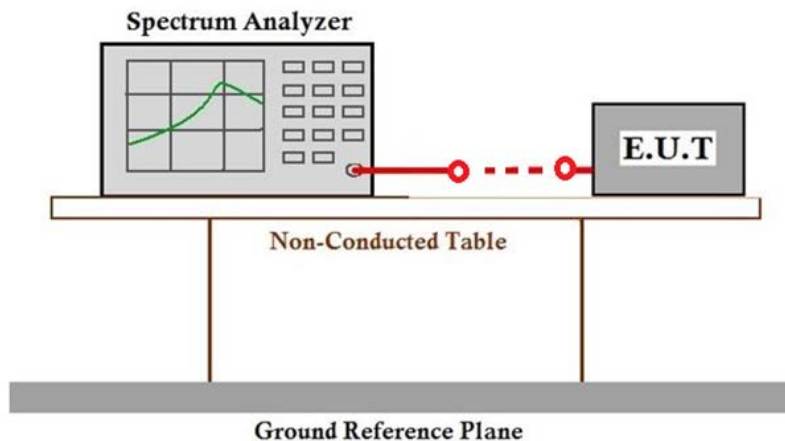 Spectrum Analyzer
E.U.T
Non-Conducted Table
Ground Reference Plane